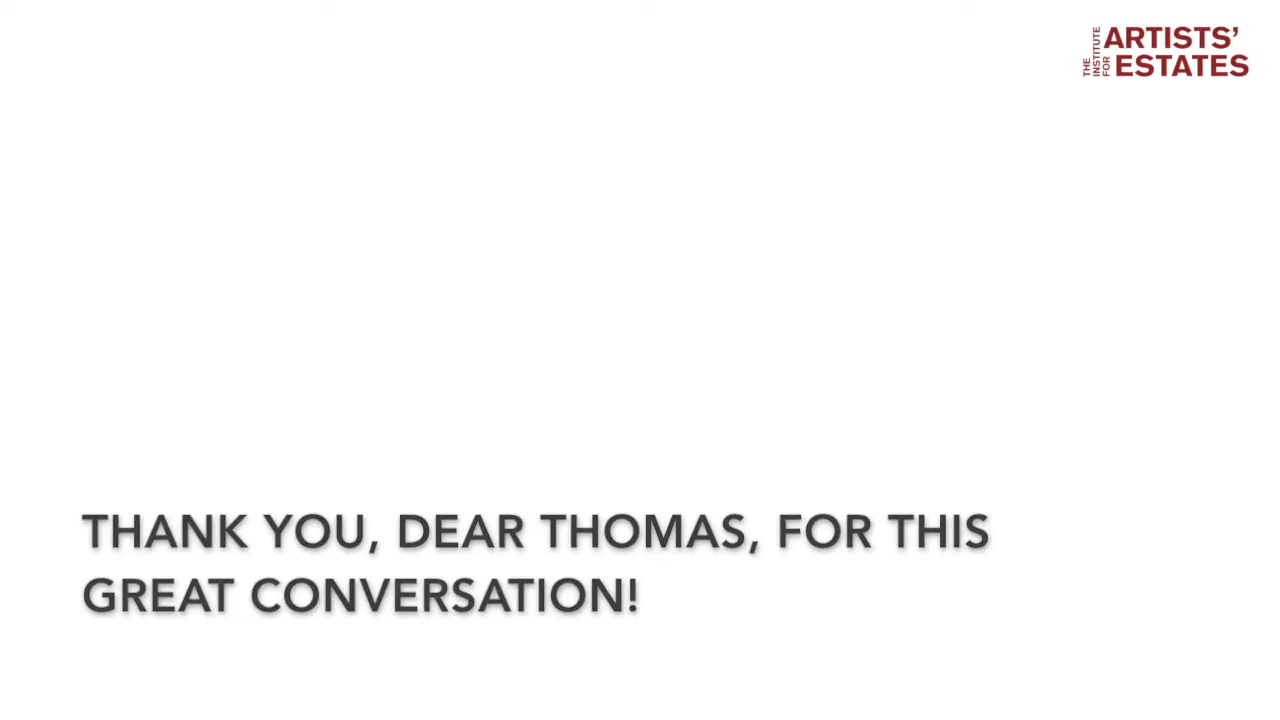 THE INSTITUTE FOR
ARTISTS’
ESTATES
THANK YOU, DEAR THOMAS, FOR THIS
GREAT CONVERSATION!